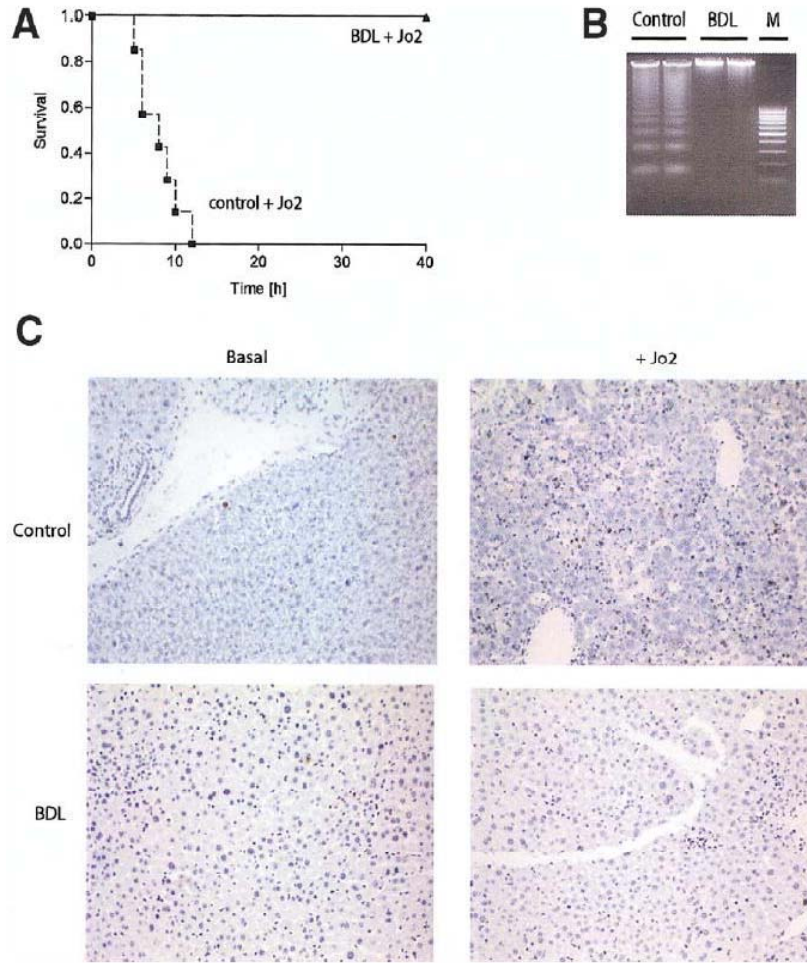 A
1.0
0.8
0.6
0.4
0.2
0.0
Survival
BDL + Jo2
control + Jo2
0 10 20 30 40
Time [h]
B
Control BDL M
C
Basal + Jo2
Control
BDL